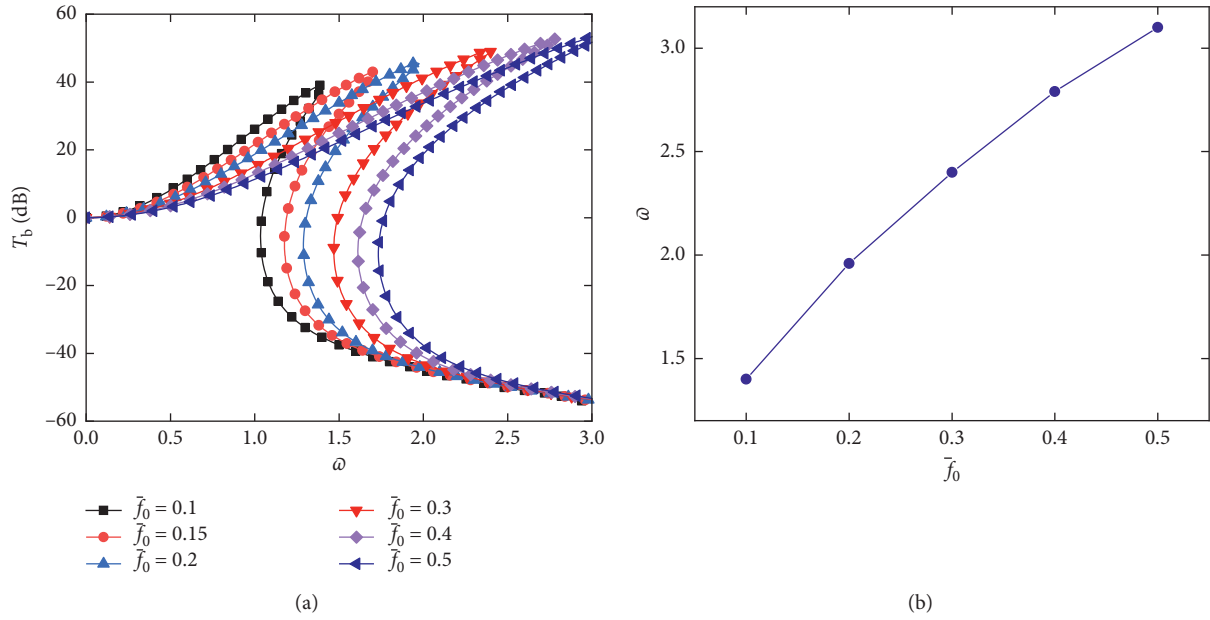 60
40
20
0
−20
−40
−60
T_b (dB)
0.0 0.5 1.0 1.5 2.0 2.5 3.0
ϖ
f̄_0 = 0.1
f̄_0 = 0.15
f̄_0 = 0.2
f̄_0 = 0.3
f̄_0 = 0.4
f̄_0 = 0.5
(a)
3.0
2.5
2.0
1.5
ϖ
0.1 0.2 0.3 0.4 0.5
f̄_0
(b)